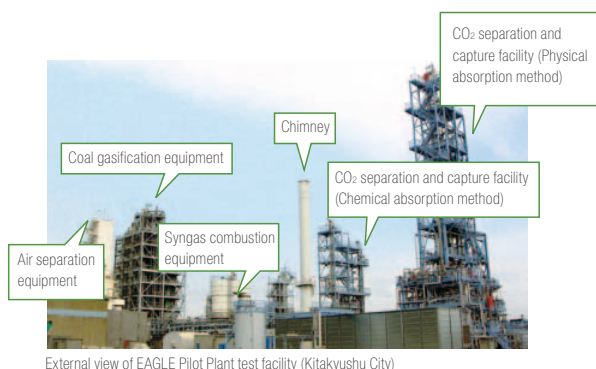 CO₂ separation and
capture facility (Physical
absorption method)
Chimney
Coal gasification equipment
CO₂ separation and capture facility
(Chemical absorption method)
Syngas combustion
equipment
Air separation
equipment
External view of EAGLE Pilot Plant test facility (Kitakyushu City)